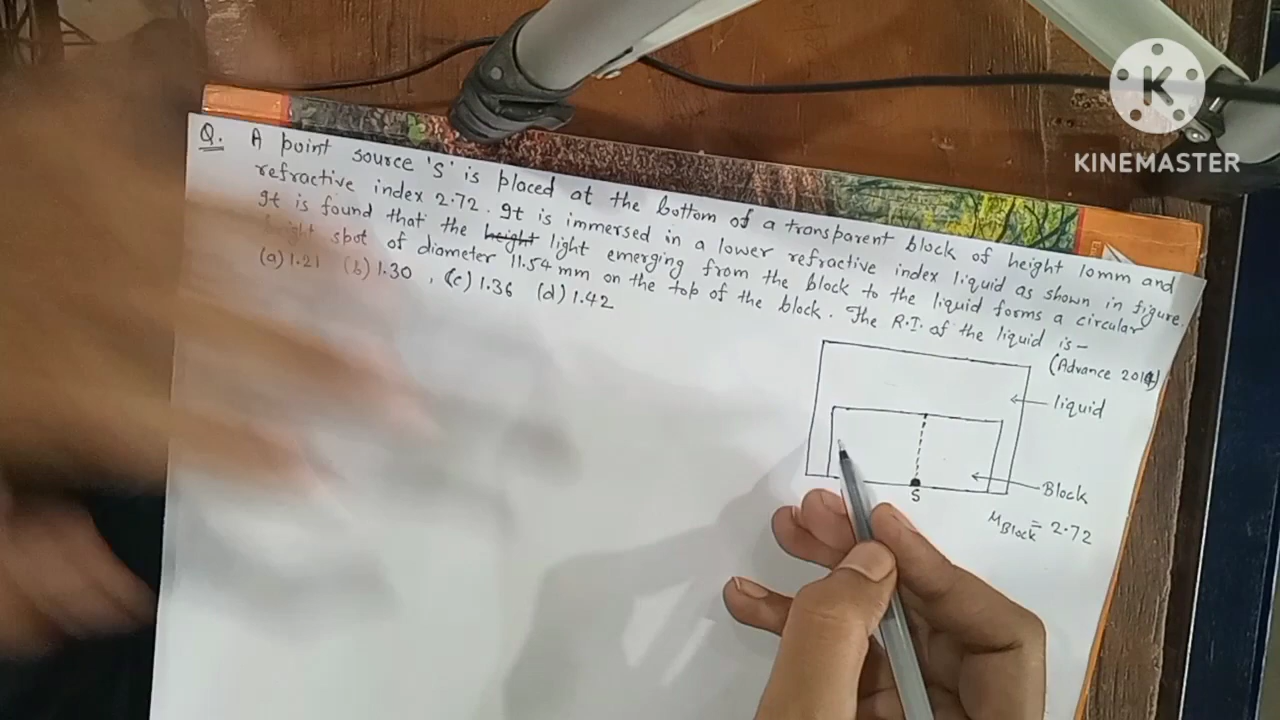 Q. A point source 'S' is placed at the bottom of a transparent block of height 10mm and
refractive index 2.72. It is immersed in a lower refractive index liquid as shown in figure.
It is found that the height light emerging from the block to the liquid forms a circular
spot of diameter 11.54 mm on the top of the block. The R.I. of the liquid is-
(a) 1.21 (b) 1.30, (c) 1.36 (d) 1.42
(Advance 2014)
liquid
Block
S
μBlock = 2.72
K
KINEMASTER